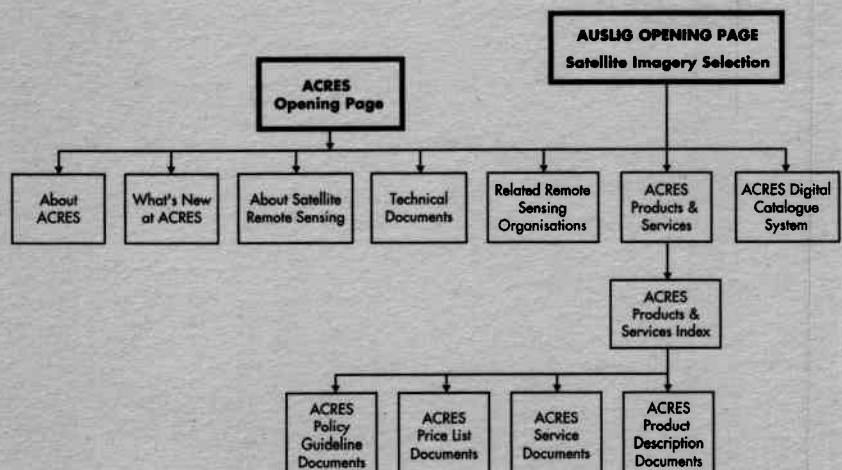 AUSLIG OPENING PAGE
Satellite Imagery Selection
ACRES
Opening Page
About
ACRES
What's New
at ACRES
About Satellite
Remote Sensing
Technical
Documents
Related Remote
Sensing
Organisations
ACRES
Products &
Services
ACRES Digital
Catalogue
System
ACRES
Products &
Services Index
ACRES
Policy
Guideline
Documents
ACRES
Price List
Documents
ACRES
Service
Documents
ACRES
Product
Description
Documents